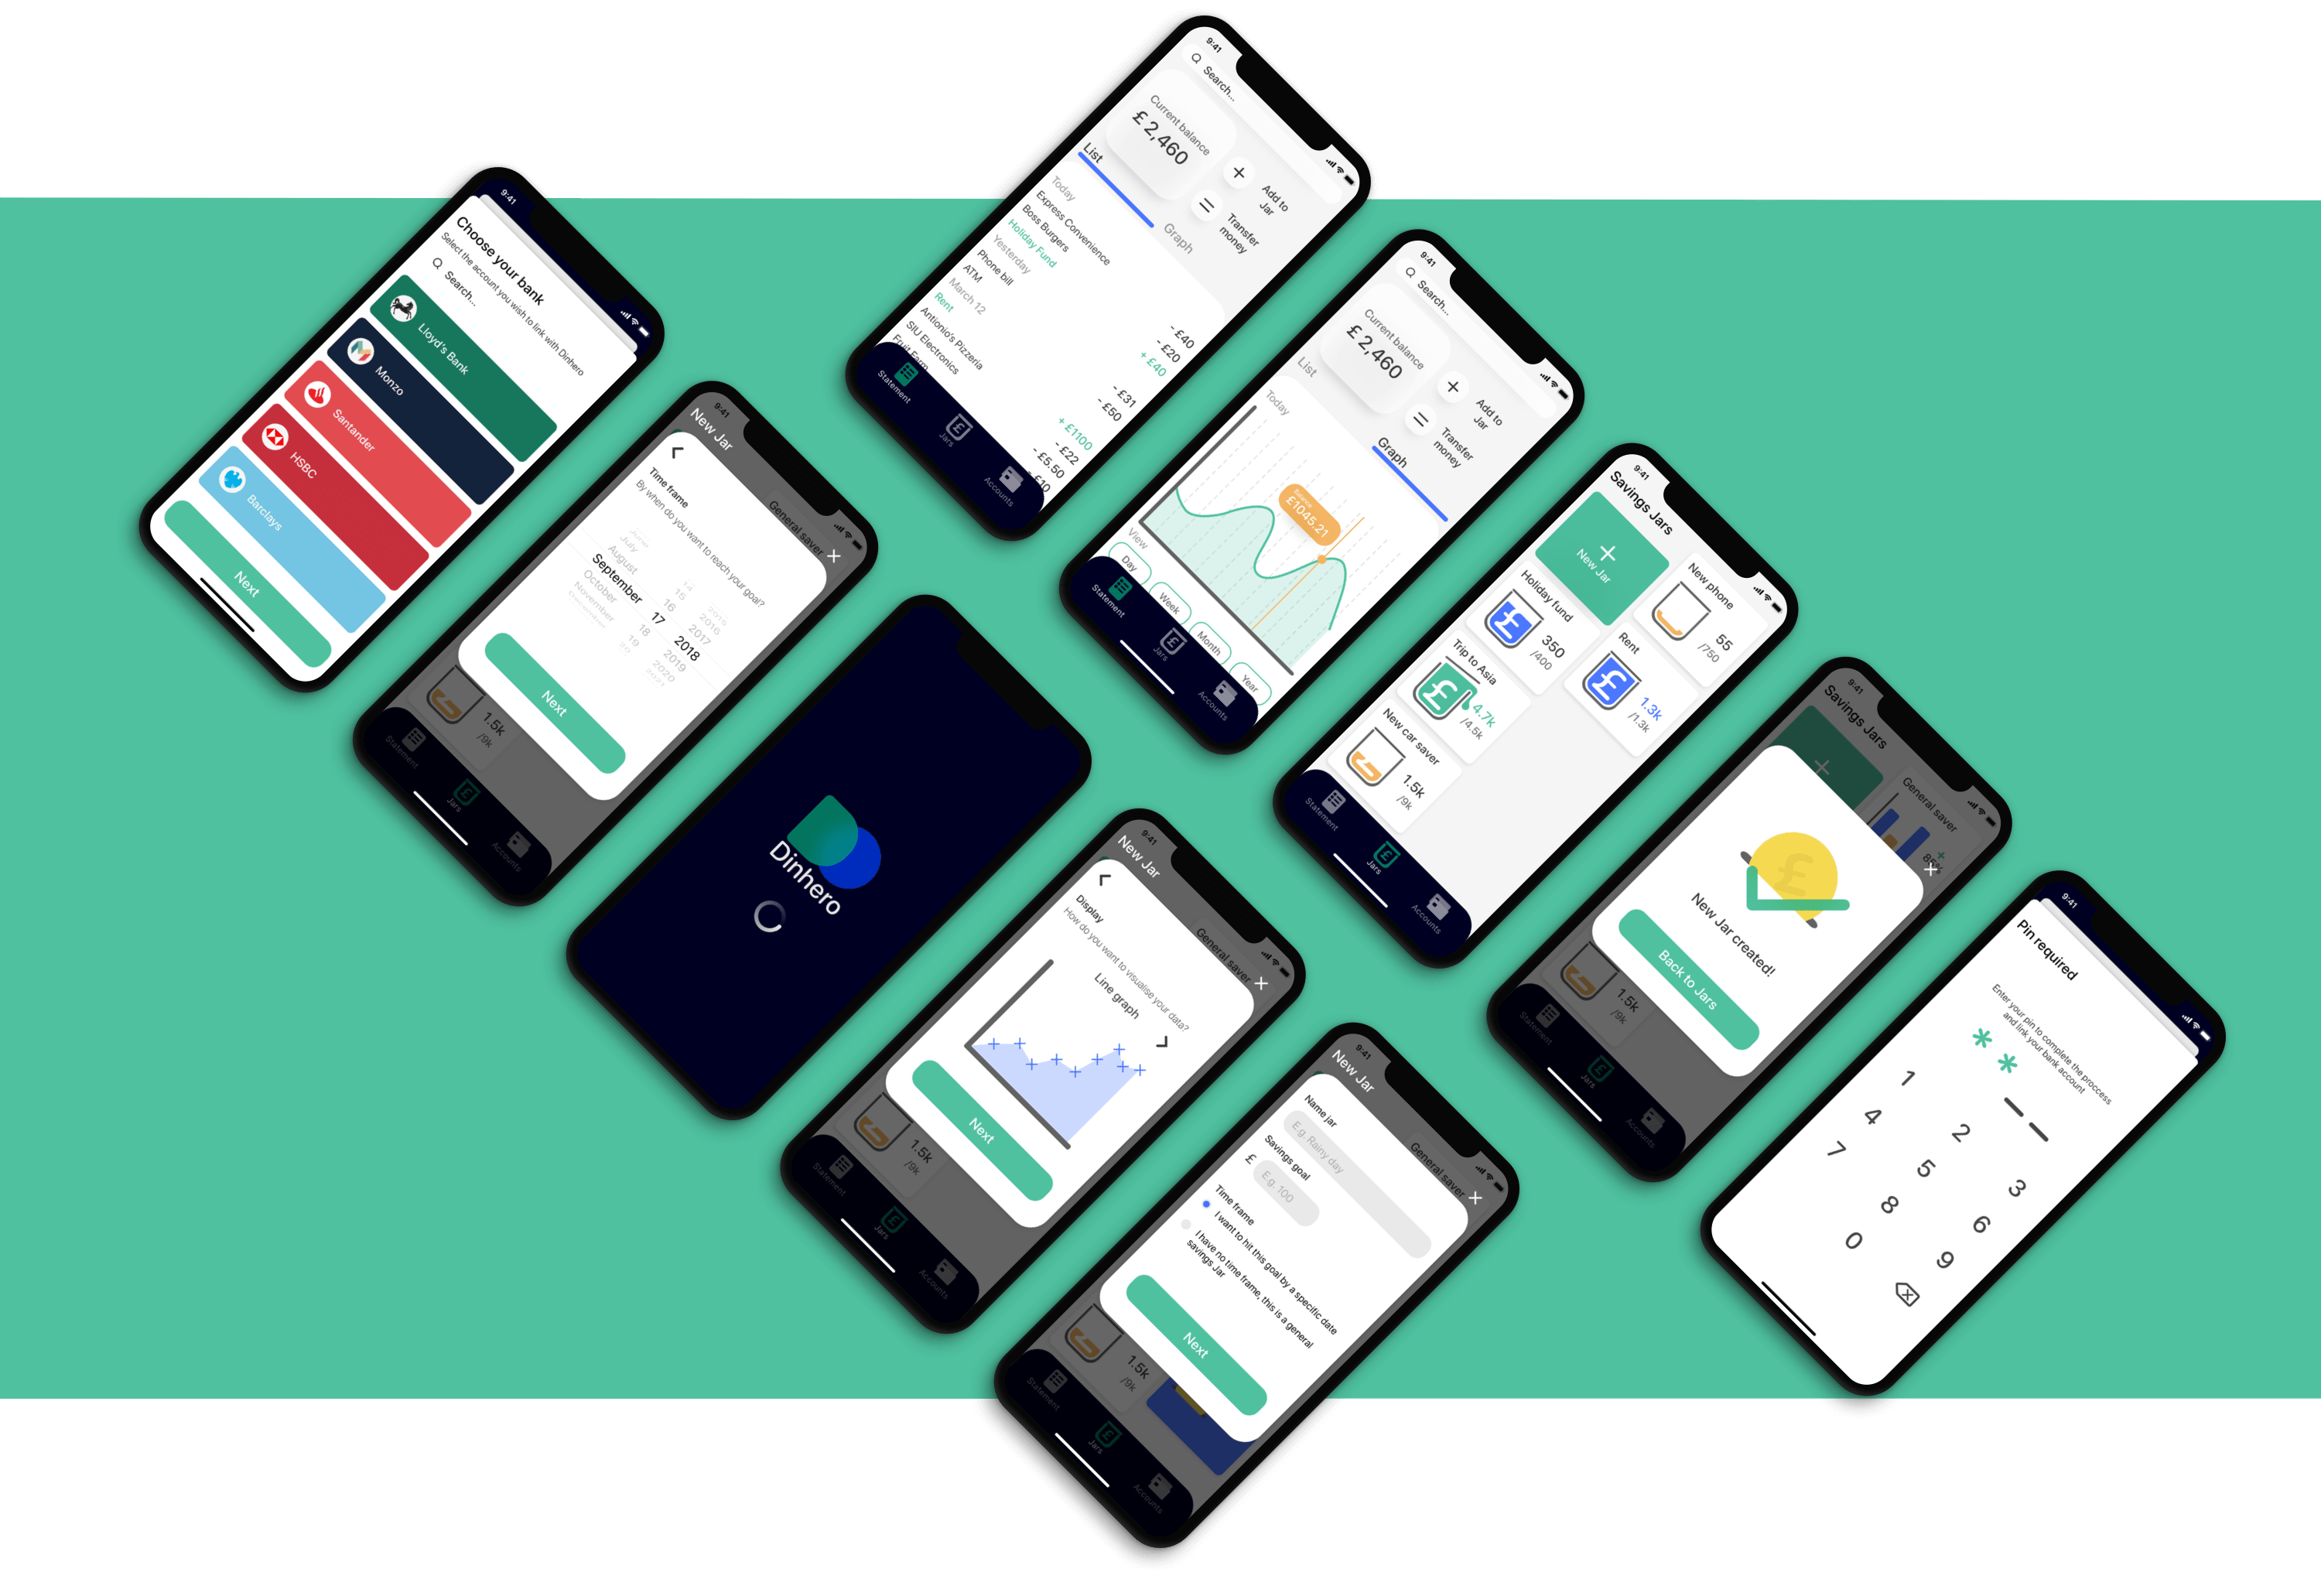 9:41
Choose your bank
Select the account you wish to link with Dinhero
Search...
Lloyd's Bank
Monzo
Santander
HSBC
Barclays
Next
9:41
New Jar
General saver
Time frame
By when do you want to reach your goal?
June
July
August
September
October
November
December
14
15
16
17
18
19
20
2015
2016
2017
2018
2019
2020
2021
Next
1.5k
/9k
Statement
Jars
Accounts
Dinhero
9:41
Search...
Current balance
£ 2,460
Add to
Jar
Transfer
money
List
Graph
Today
Express Convenience - £40
Boss Burgers - £20
Holiday Fund + £40
Yesterday
Phone bill - £31
ATM - £50
March 12
Rent + £1100
Antionio's Pizzeria - £22
SIU Electronics - £5.50
Fruit Farm £10
Statement
Jars
Accounts
9:41
Search...
Current balance
£ 2,460
Add to
Jar
Transfer
money
List
Graph
Today
Balance
£1045.21
View
Day
Week
Month
Year
Statement
Jars
Accounts
9:41
Savings Jars
New Jar
New phone
55
/750
Holiday fund
350
/400
Rent
1.3k
/1.3k
Trip to Asia
4.7k
/4.5k
New car saver
1.5k
/9k
Statement
Jars
Accounts
9:41
New Jar
General saver
Display
How do you want to visualise your data?
Line graph
Next
1.5k
/9k
Statement
Jars
Accounts
9:41
New Jar
General saver
Name jar
E.g. Rainy day
Savings goal
£
E.g. 100
Time frame
I want to hit this goal by a specific date
I have no time frame, this is a general
savings Jar
Next
1.5k
/9k
Statement
Jars
Accounts
9:41
Savings Jars
General saver
85%
New Jar created!
Back to Jars
1.5k
/9k
Statement
Jars
Accounts
9:41
Pin required
Enter your pin to complete the proccess
and link your bank account
* * _ _
1 2 3
4 5 6
7 8 9
0